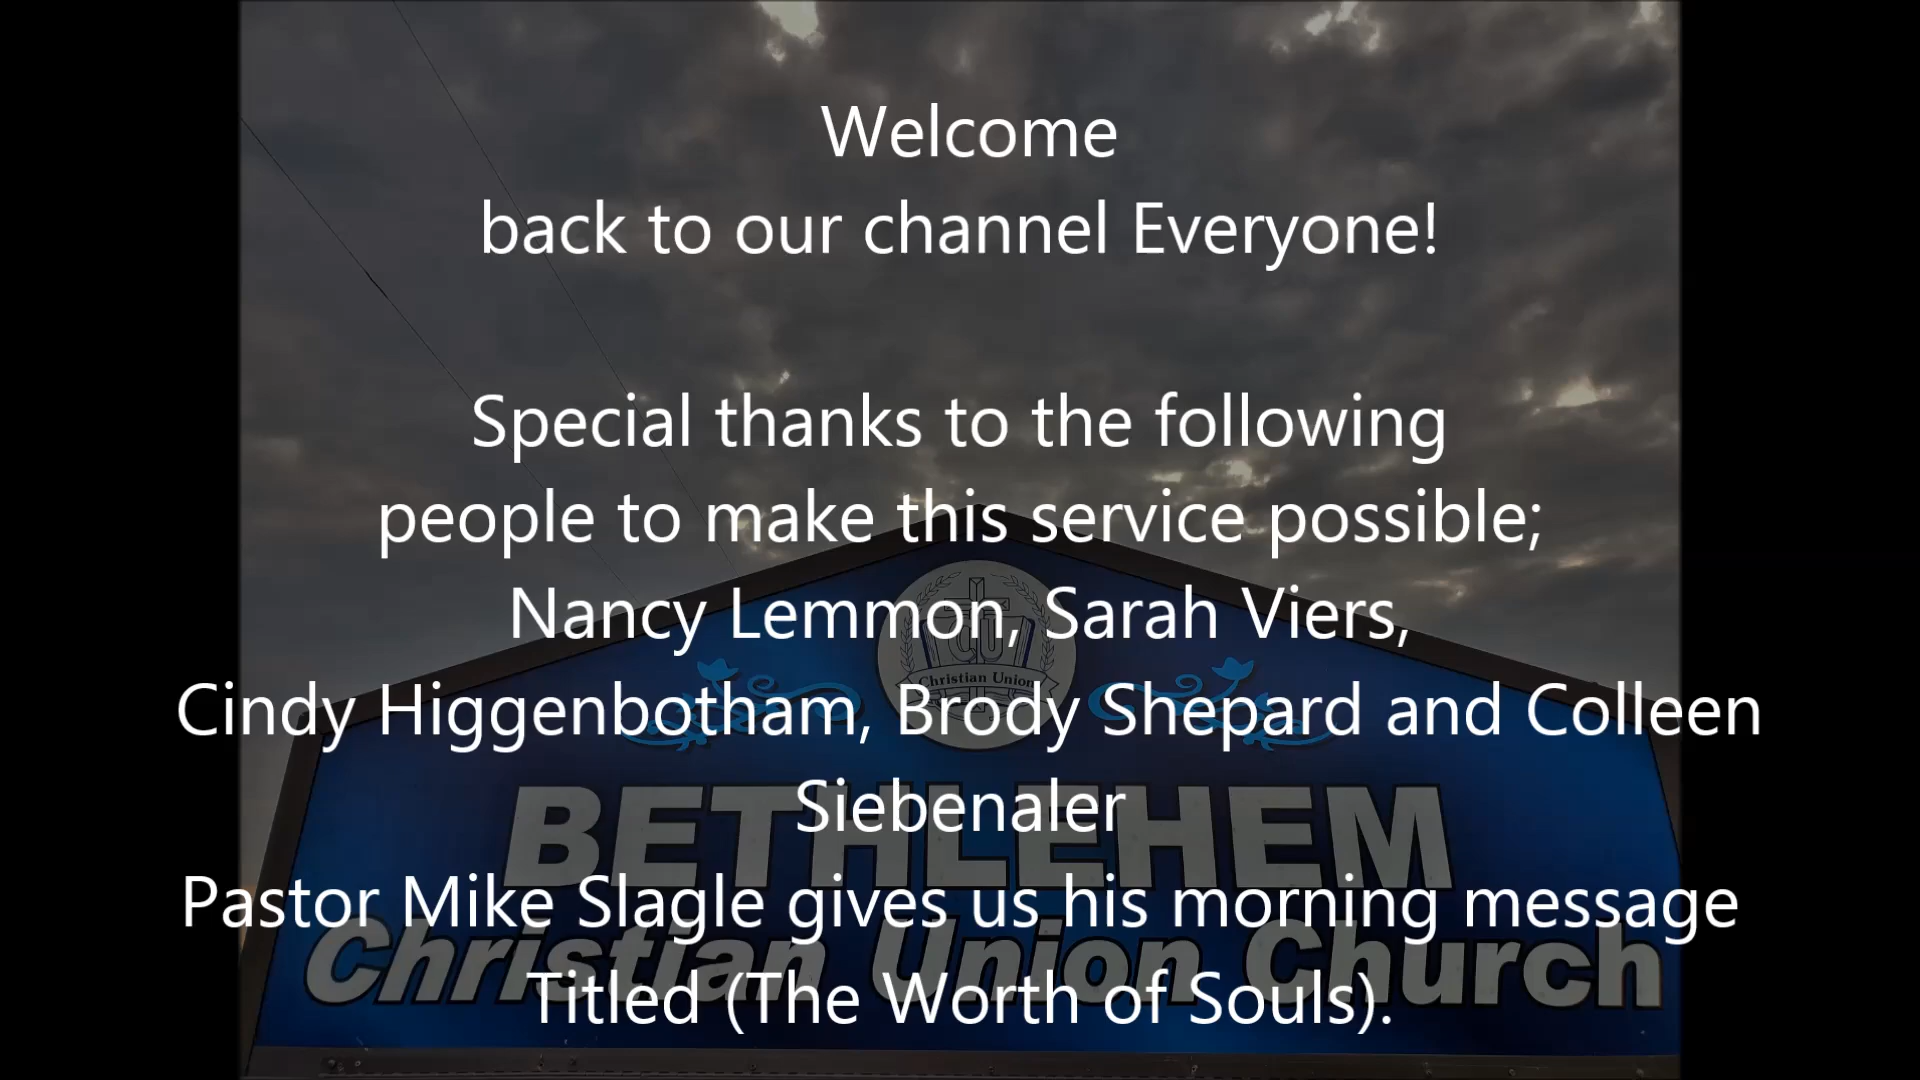 Welcome
back to our channel Everyone!
Special thanks to the following
people to make this service possible;
Nancy Lemmon, Sarah Viers,
Cindy Higgenbotham, Brody Shepard and Colleen
Siebenaler
Pastor Mike Slagle gives us his morning message
Titled (The Worth of Souls).
CU
Christian Union
BETHLEHEM
Christian Union Church